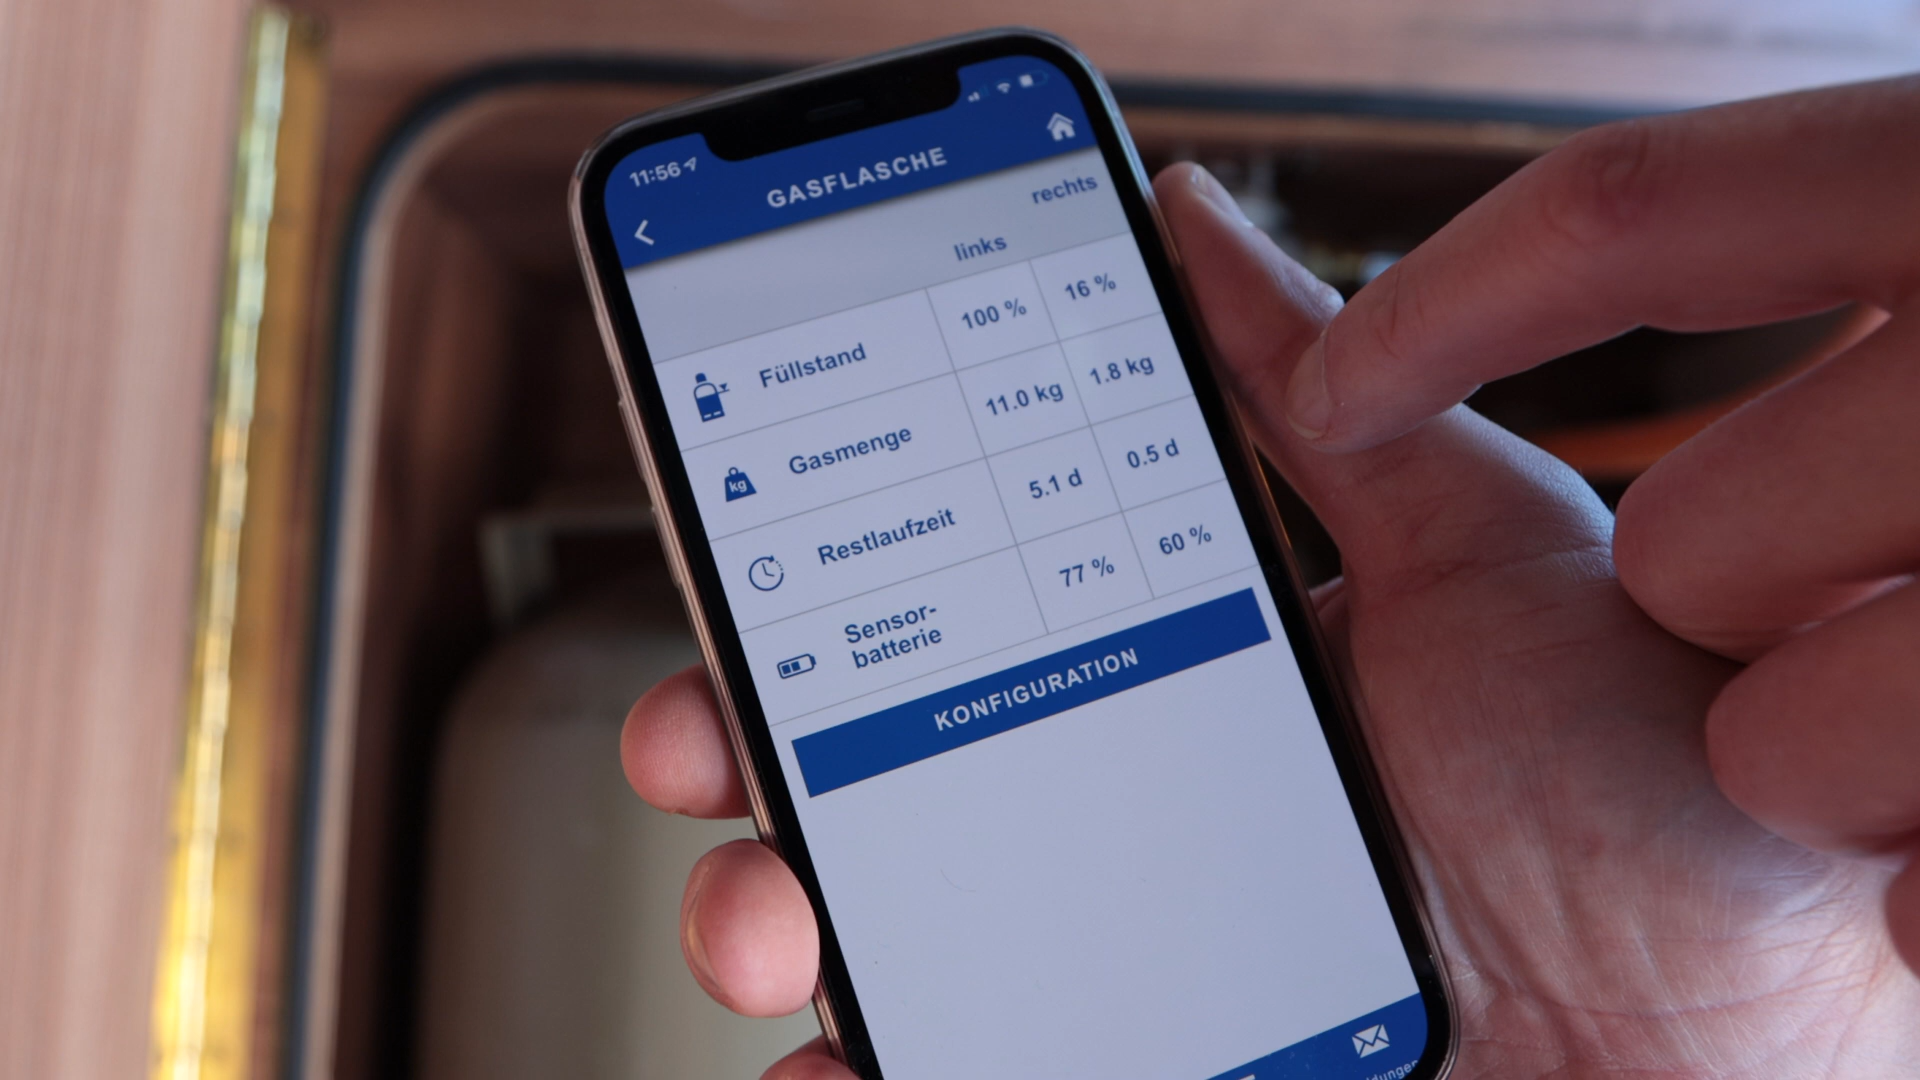 11:56
GASFLASCHE
links rechts
Füllstand 100 % 16 %
kg Gasmenge 11.0 kg 1.8 kg
Restlaufzeit 5.1 d 0.5 d
Sensor-
batterie 77 % 60 %
KONFIGURATION